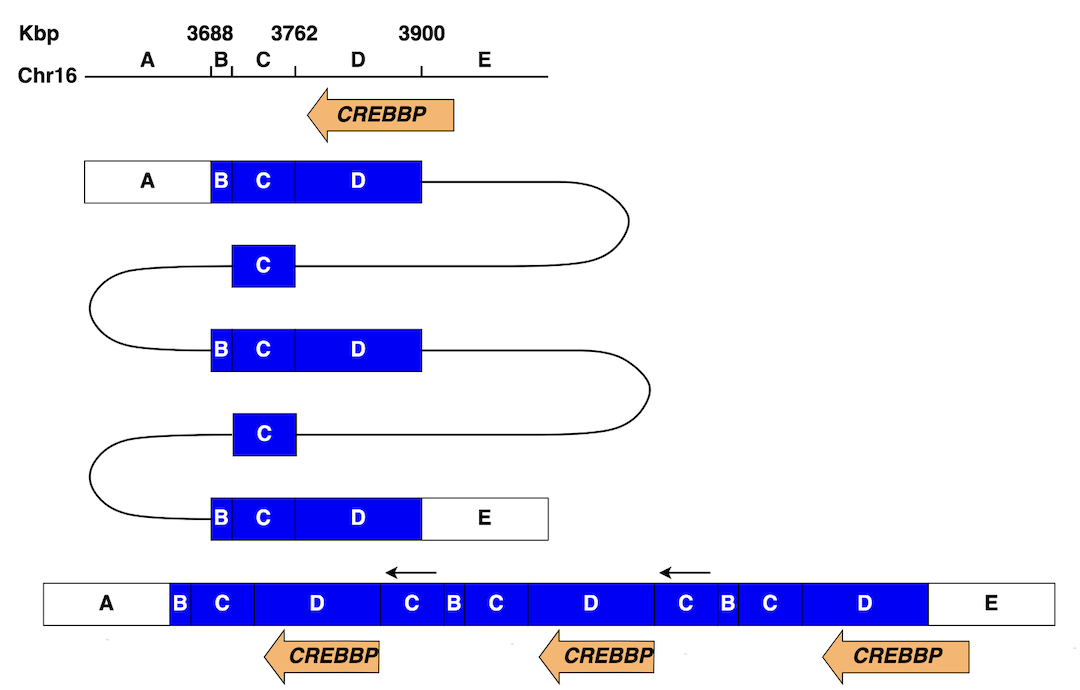 Kbp 3688 3762 3900
A B C D E
Chr16
CREBBP
A B C D
C
B C D
C
B C D E
A B C D C B C D C B C D E
CREBBP CREBBP CREBBP